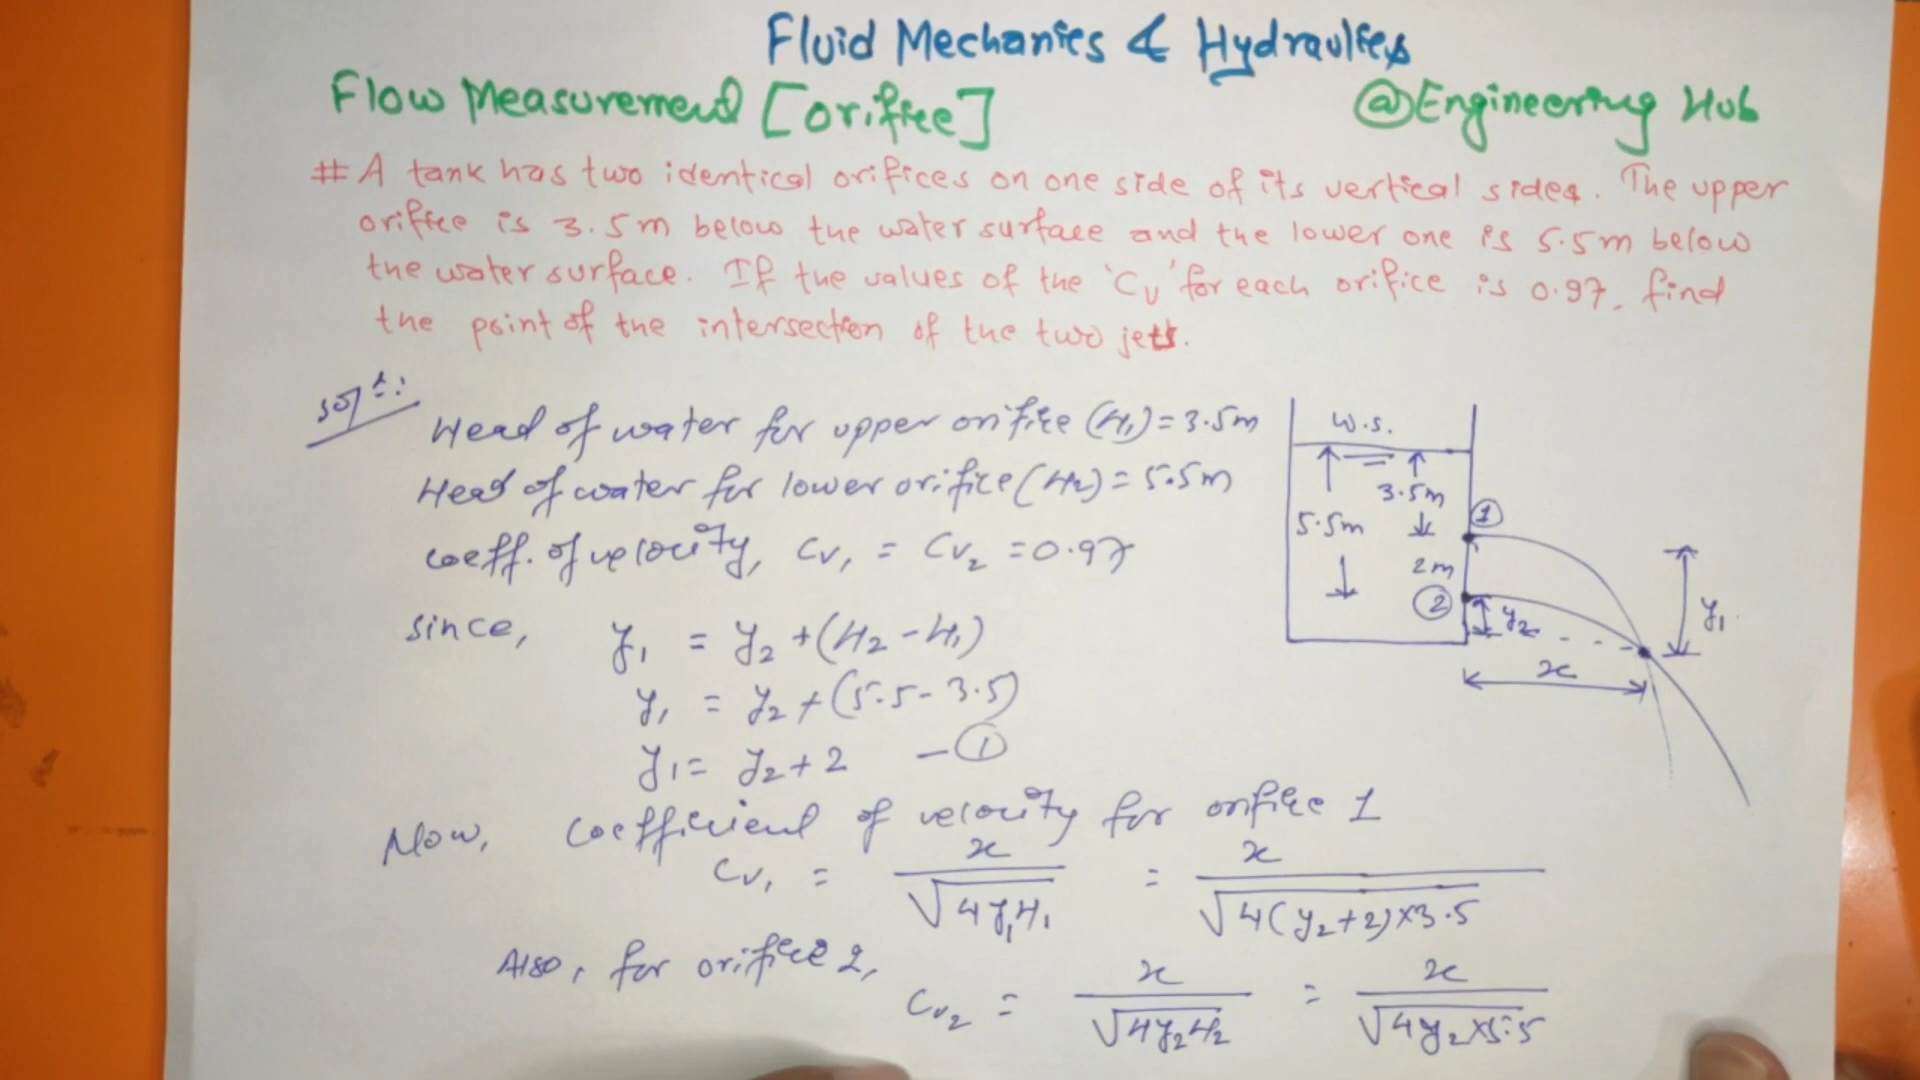 Fluid Mechanics & Hydraulics
Flow Measurement [orifice]
@Engineering Hub
# A tank has two identical orifices on one side of its vertical sides. The upper
orifice is 3.5m below the water surface and the lower one is 5.5m below
the water surface. If the values of the 'Cv' for each orifice is 0.97, find
the point of the intersection of the two jets.
solⁿ:
Head of water for upper orifice (H₁) = 3.5m
Head of water for lower orifice (H₂) = 5.5m
coeff. of velocity, Cv₁ = Cv₂ = 0.97
since, y₁ = y₂ + (H₂ - H₁)
y₁ = y₂ + (5.5 - 3.5)
y₁ = y₂ + 2 - ①
Now, coefficient of velocity for orifice 1
Cv₁ = x / √4y₁H₁ = x / √4(y₂+2)×3.5
Also, for orifice 2,
Cv₂ = x / √4y₂H₂ = x / √4y₂×5.5
W.S.
3.5m
5.5m
①
2m
②
y₂
y₁
x